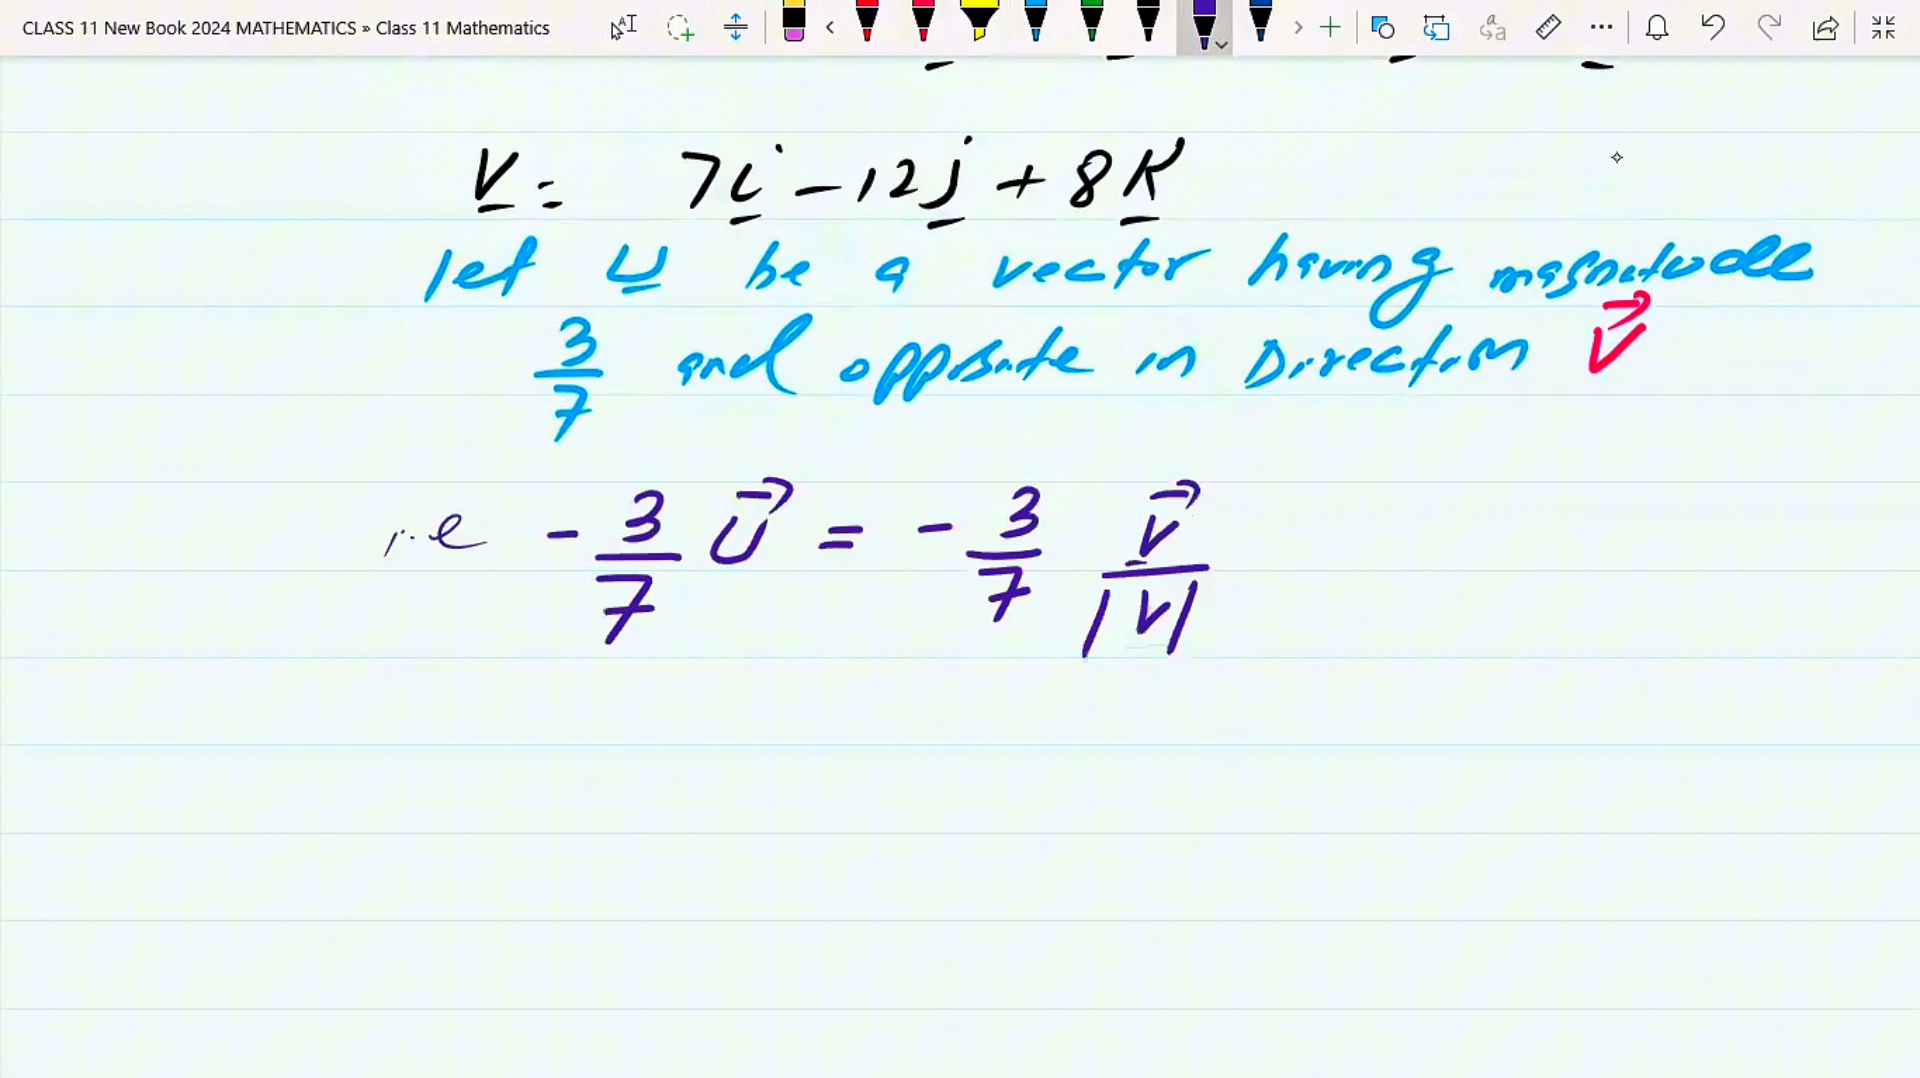 CLASS 11 New Book 2024 MATHEMATICS » Class 11 Mathematics
V = 7i - 12j + 8K
let U be a vector having magnitude
3/7 and opposite in Direction V⃗
i.e - 3/7 U⃗ = - 3/7 V⃗/|V|